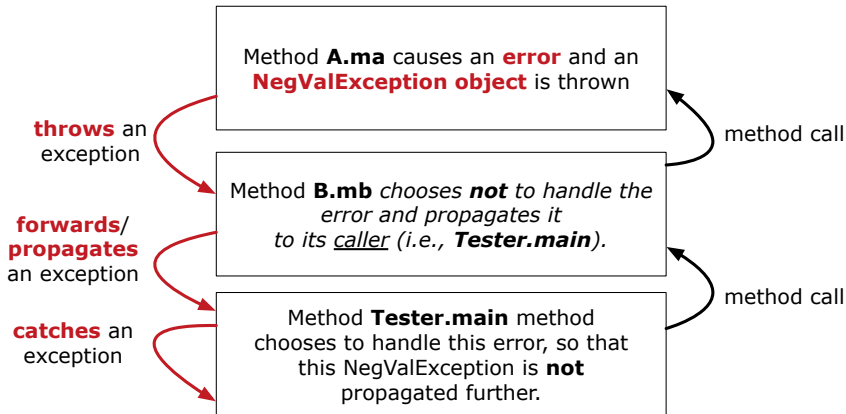 Method A.ma causes an error and an
NegValException object is thrown
throws an
exception
method call
Method B.mb chooses not to handle the
error and propagates it
to its caller (i.e., Tester.main).
forwards/
propagates
an exception
method call
Method Tester.main method
chooses to handle this error, so that
this NegValException is not
propagated further.
catches an
exception